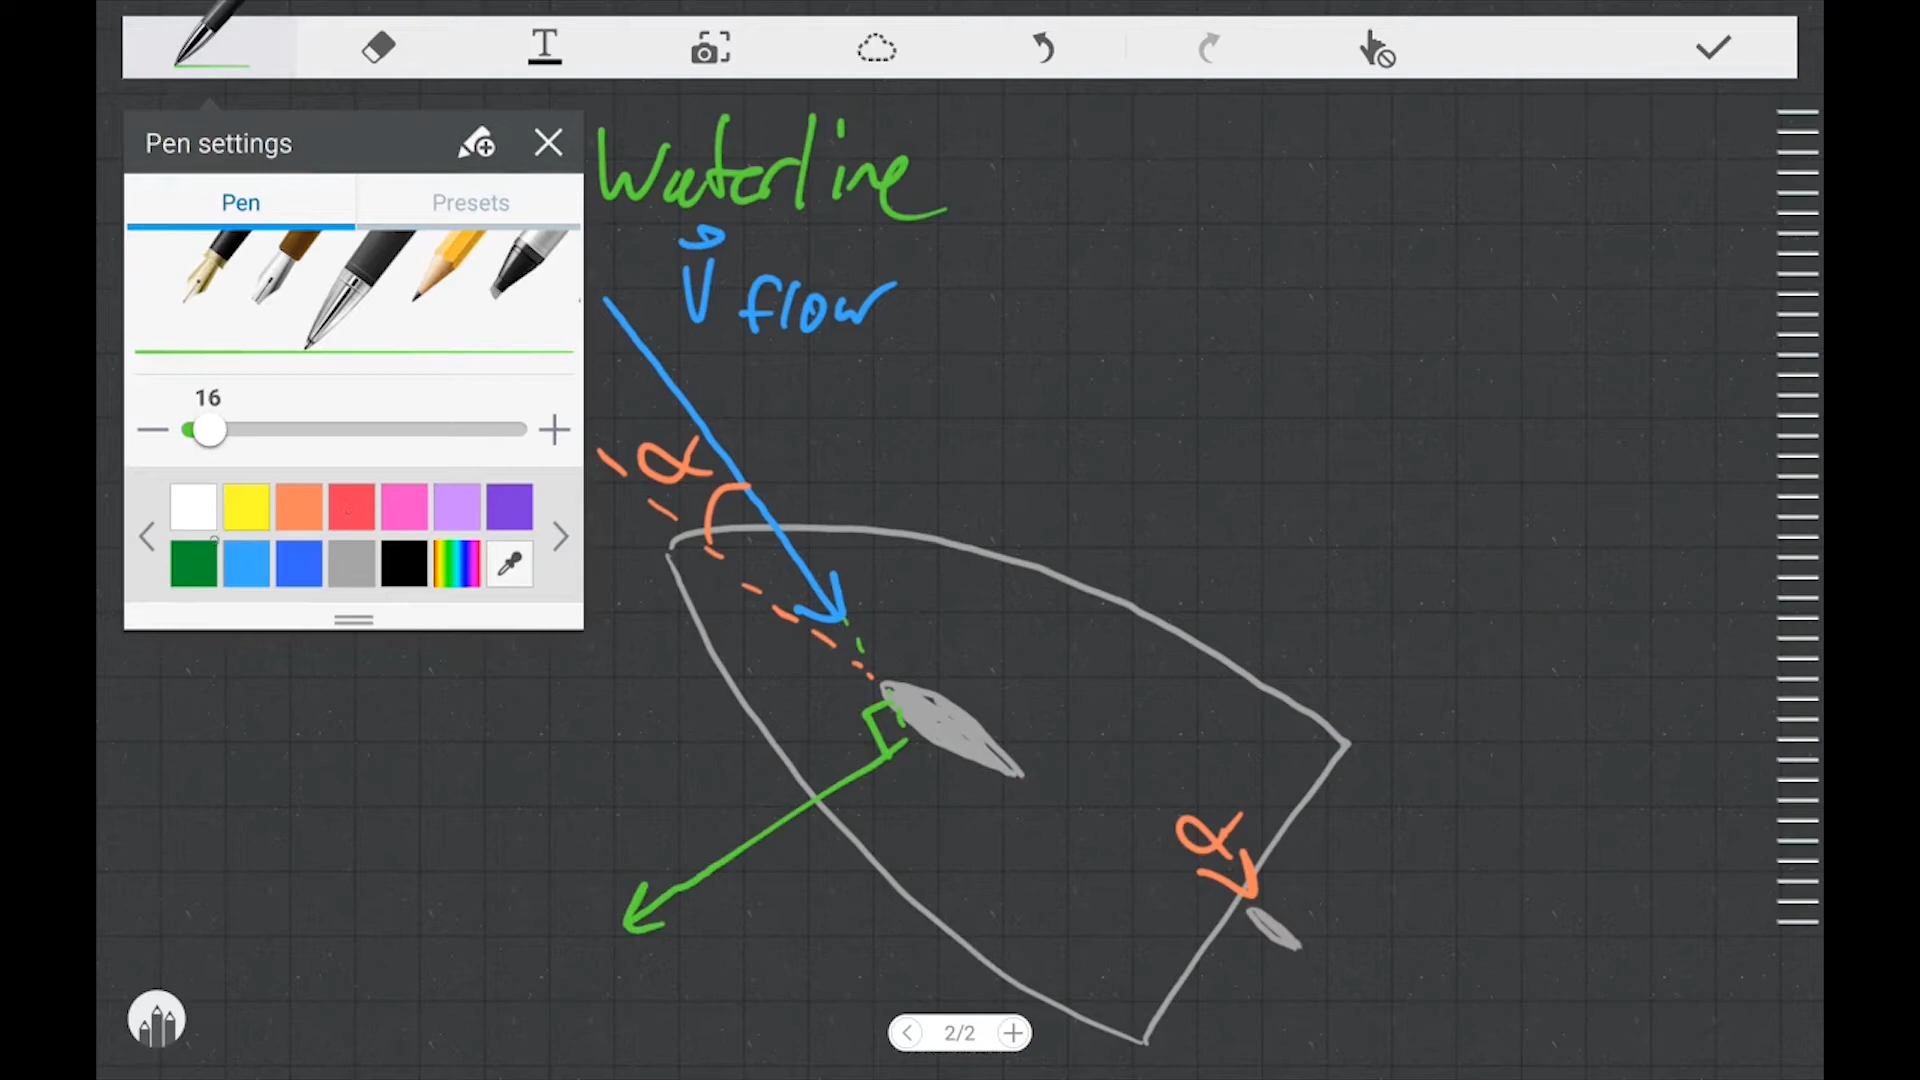 T
Pen settings
Pen
Presets
16
Waterline
V flow
α
α
2/2